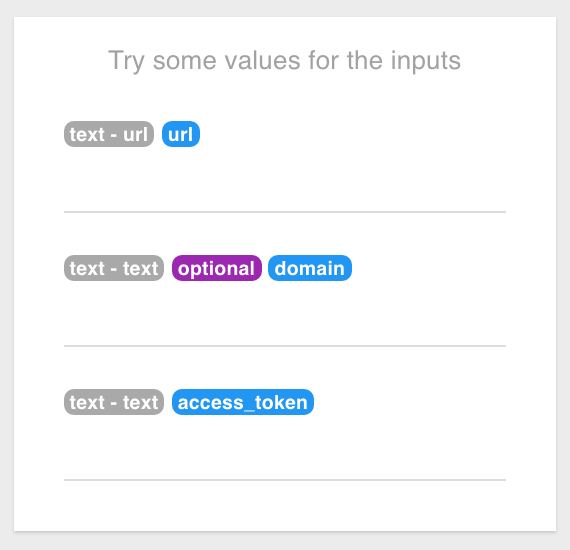 Try some values for the inputs
text - url url
text - text optional domain
text - text access_token